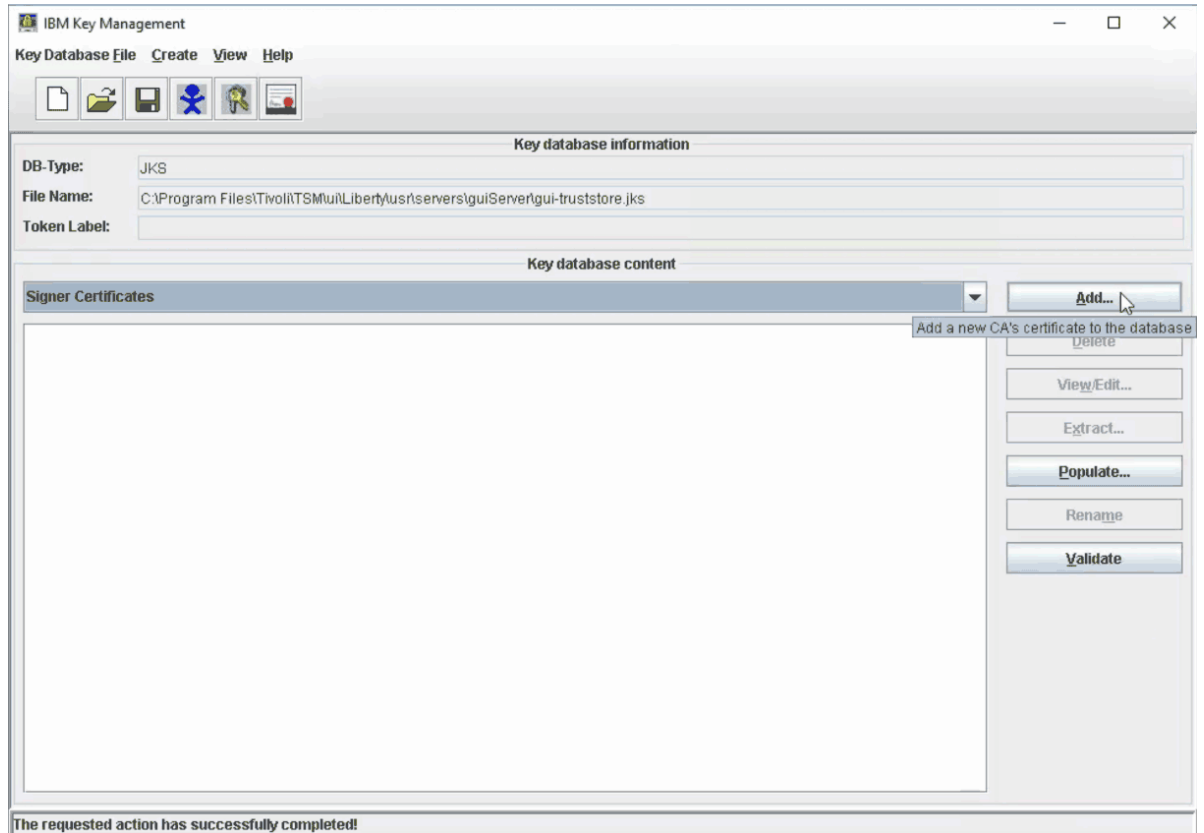 IBM Key Management
Key Database File Create View Help
Key database information
DB-Type: JKS
File Name: C:\Program Files\Tivoli\TSM\ui\Liberty\usr\servers\guiServer\gui-truststore.jks
Token Label:
Key database content
Signer Certificates
Add...
Add a new CA's certificate to the database
Delete
View/Edit...
Extract...
Populate...
Rename
Validate
The requested action has successfully completed!